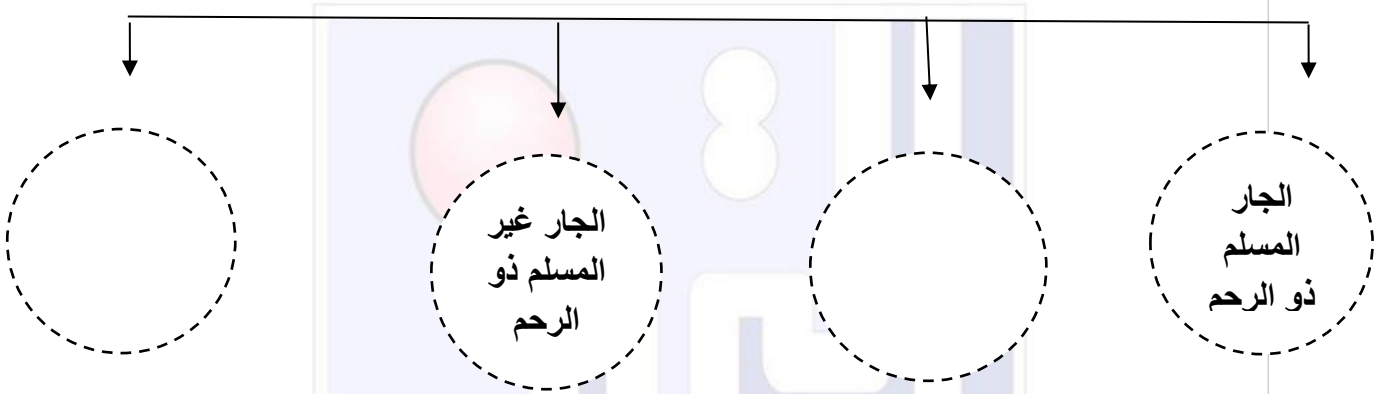 الجار
المسلم
ذو الرحم
الجار غير
المسلم ذو
الرحم